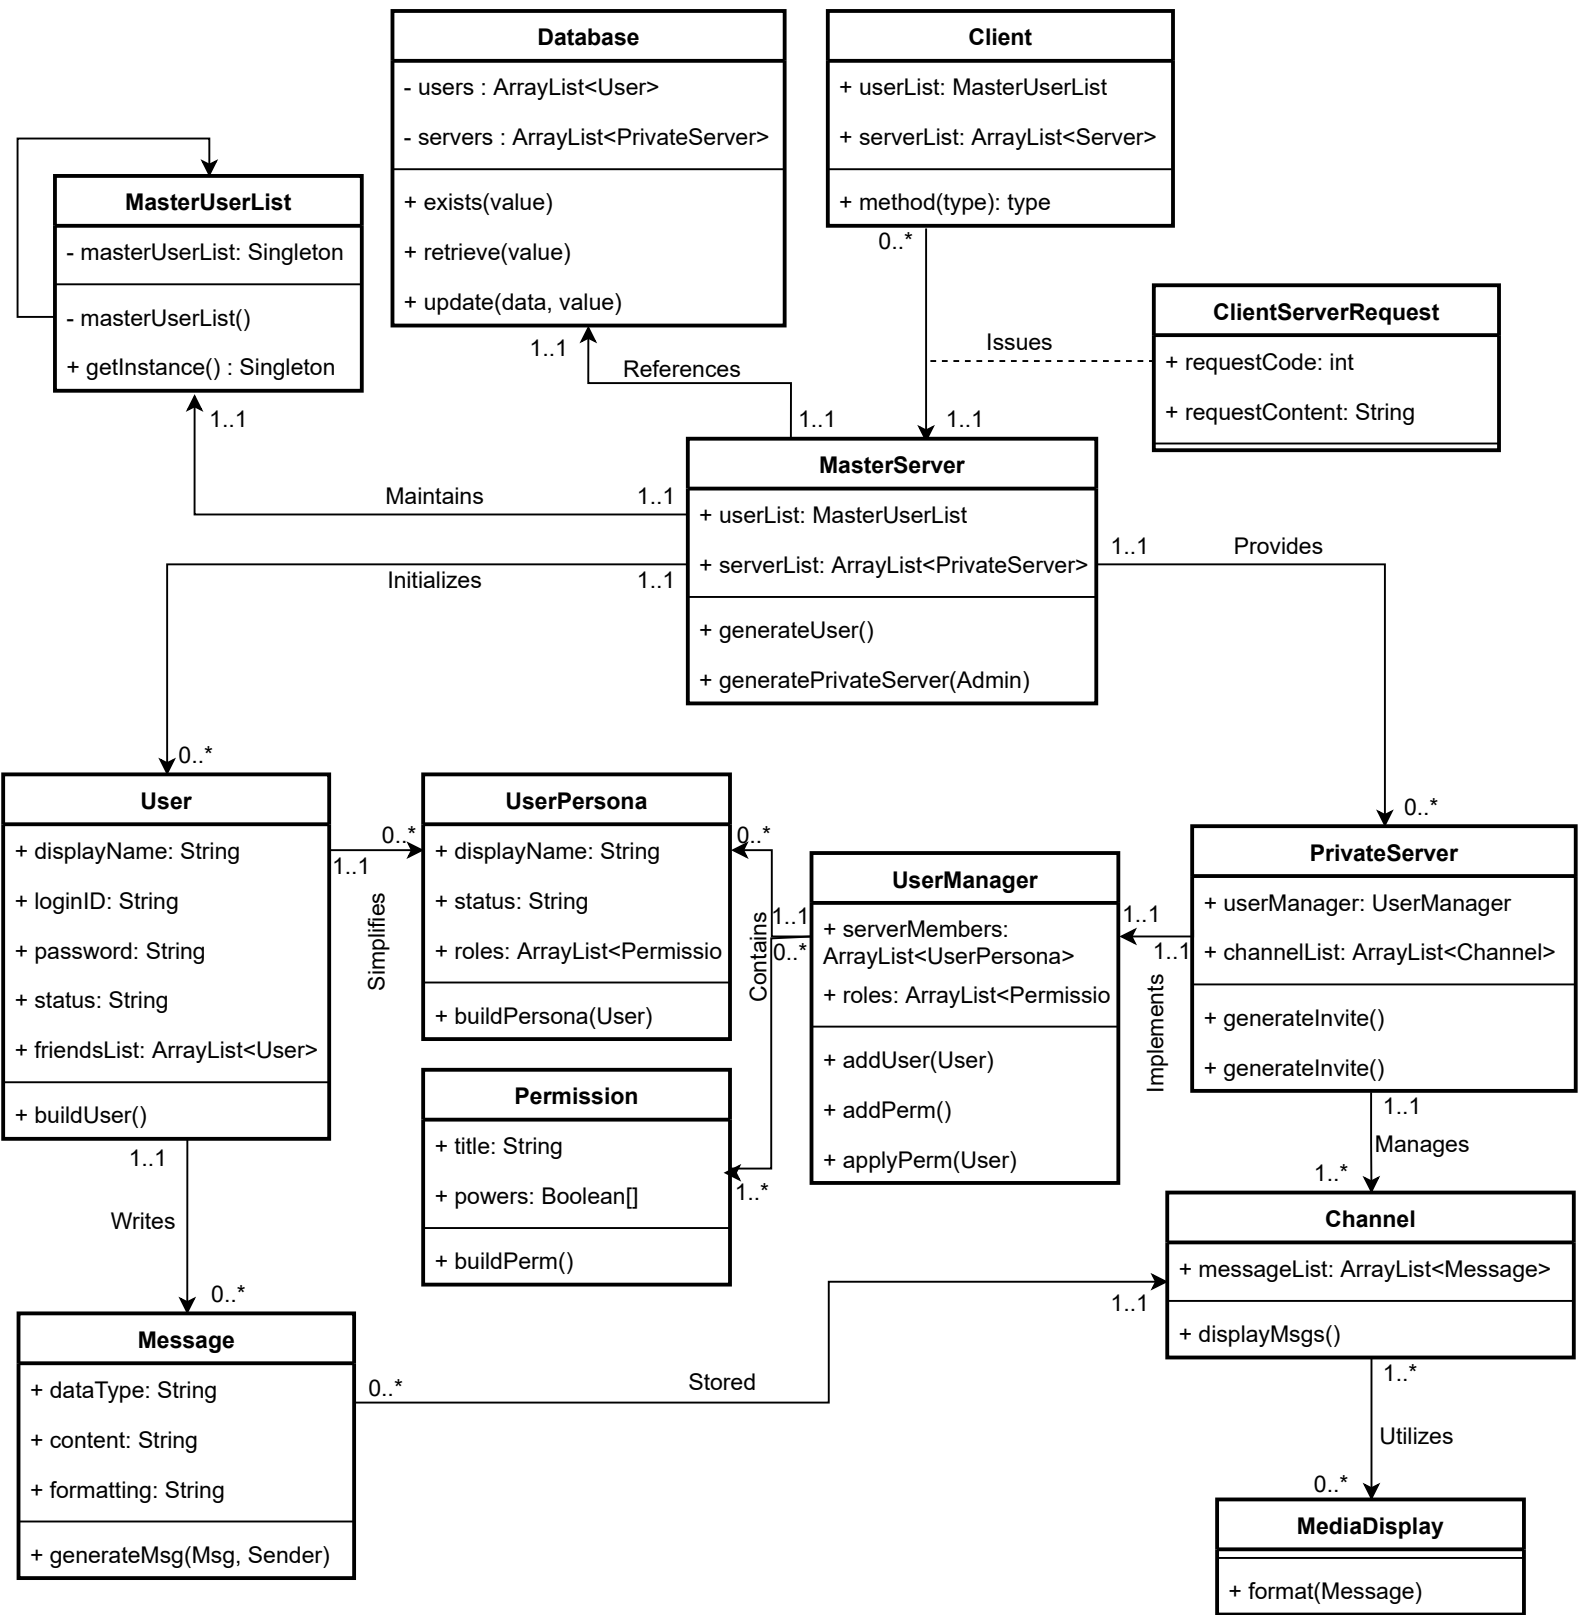 Database
- users : ArrayList<User>
- servers : ArrayList<PrivateServer>
+ exists(value)
+ retrieve(value)
+ update(data, value)
Client
+ userList: MasterUserList
+ serverList: ArrayList<Server>
+ method(type): type
MasterUserList
- masterUserList: Singleton
- masterUserList()
+ getInstance() : Singleton
0..*
ClientServerRequest
+ requestCode: int
+ requestContent: String
Issues
1..1
References
1..1
1..1
1..1
MasterServer
+ userList: MasterUserList
+ serverList: ArrayList<PrivateServer>
+ generateUser()
+ generatePrivateServer(Admin)
Maintains
1..1
Initializes
1..1
1..1
Provides
0..*
0..*
User
+ displayName: String
+ loginID: String
+ password: String
+ status: String
+ friendsList: ArrayList<User>
+ buildUser()
0..*
1..1
Simplifies
UserPersona
+ displayName: String
+ status: String
+ roles: ArrayList<Permissio
+ buildPersona(User)
0..*
1..1
0..*
Contains
1..*
UserManager
+ serverMembers:
ArrayList<UserPersona>
+ roles: ArrayList<Permissio
+ addUser(User)
+ addPerm()
+ applyPerm(User)
1..1
1..1
Implements
PrivateServer
+ userManager: UserManager
+ channelList: ArrayList<Channel>
+ generateInvite()
+ generateInvite()
Permission
+ title: String
+ powers: Boolean[]
+ buildPerm()
1..1
Manages
1..*
1..1
Writes
0..*
Channel
+ messageList: ArrayList<Message>
+ displayMsgs()
1..1
Message
+ dataType: String
+ content: String
+ formatting: String
+ generateMsg(Msg, Sender)
0..*
Stored
1..*
Utilizes
0..*
MediaDisplay
+ format(Message)